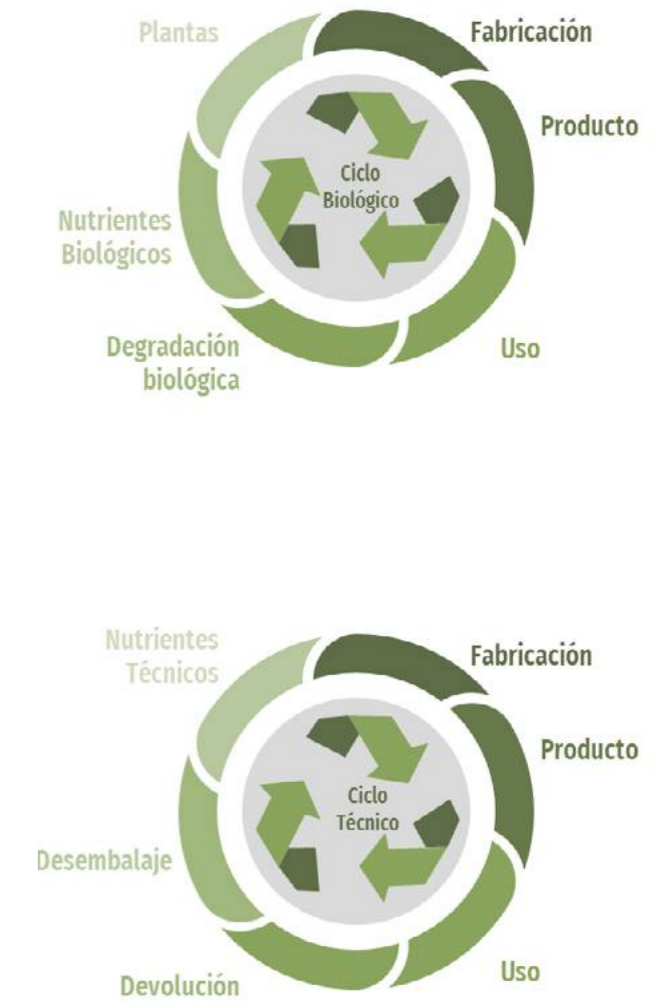 Plantas
Fabricación
Producto
Ciclo
Biológico
Nutrientes
Biológicos
Degradación
biológica
Uso
Nutrientes
Técnicos
Fabricación
Producto
Ciclo
Técnico
Desembalaje
Devolución
Uso